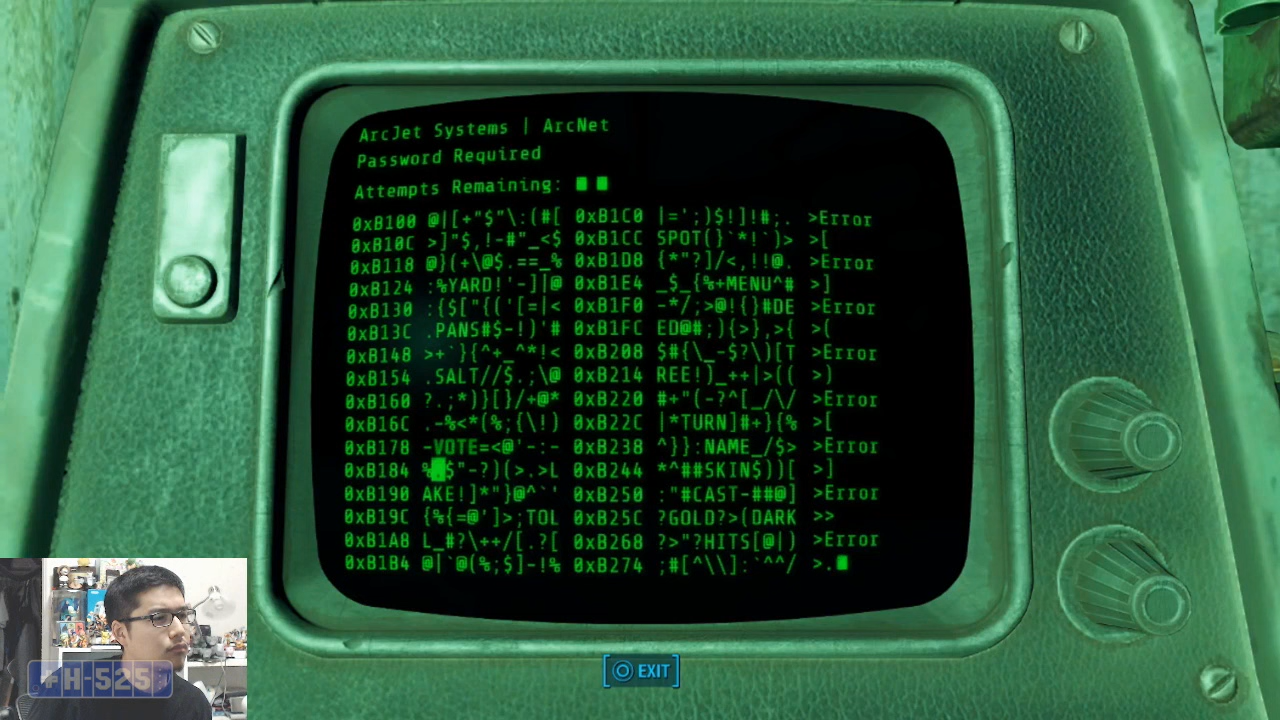 ArcJet Systems | ArcNet
Password Required
Attempts Remaining: ■ ■
0xB100 @|[+"$"\:(#[ 0xB1C0 |=';)$!]!#;. >Error
0xB10C >]"$,!-#"_<$ 0xB1CC SPOT(}`*!`)> >[
0xB118 @}(+\@$.==_% 0xB1D8 {*"?]/<,!!@. >Error
0xB124 :%YARD!'-]|@ 0xB1E4 _$_{%+MENU^# >]
0xB130 :{$["{('[=|< 0xB1F0 -*/;>@!{}#DE >Error
0xB13C .PANS#$-!)'# 0xB1FC ED@#;){>},>{ >(
0xB148 >+`}{^+_^*!< 0xB208 $#{\_-$?\)[T >Error
0xB154 .SALT//$.;\@ 0xB214 REE!)_++|>(( >)
0xB160 ?.;*)}[}/+@* 0xB220 #+"(-?^[_/\/ >Error
0xB16C .-%<*(%;{\!) 0xB22C |*TURN]#+}{% >[
0xB178 -VOTE=<@'-:- 0xB238 ^}}:NAME_/$> >Error
0xB184 % $"-?)(>.>L 0xB244 *^##SKIN$))[ >]
0xB190 AKE!]*"}@^`' 0xB250 :"#CAST-##@] >Error
0xB19C {%{=@']>;TOL 0xB25C ?GOLD?>(DARK >>
0xB1A8 L_#?\++/[.?[ 0xB268 ?>"?HITS[@|) >Error
0xB1B4 @|`@(%;$]-!% 0xB274 ;#[^\\]:`^^/ >.■
EXIT
H-525